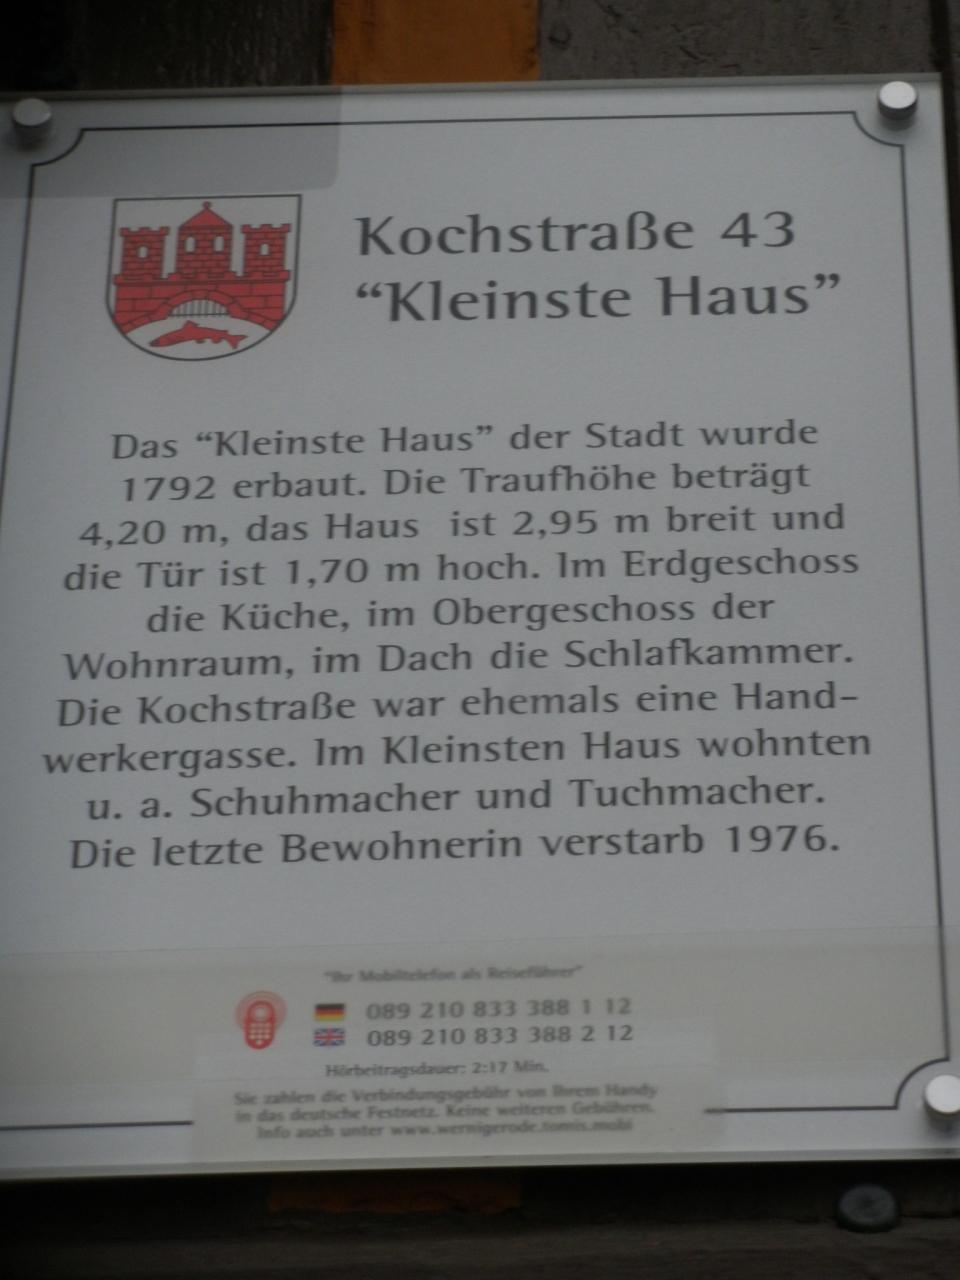 Kochstraße 43
“Kleinste Haus”
Das “Kleinste Haus” der Stadt wurde
1792 erbaut. Die Traufhöhe beträgt
4,20 m, das Haus ist 2,95 m breit und
die Tür ist 1,70 m hoch. Im Erdgeschoss
die Küche, im Obergeschoss der
Wohnraum, im Dach die Schlafkammer.
Die Kochstraße war ehemals eine Hand-
werkergasse. Im Kleinsten Haus wohnten
u. a. Schuhmacher und Tuchmacher.
Die letzte Bewohnerin verstarb 1976.
"Ihr Mobiltelefon als Reiseführer"
089 210 833 388 1 12
089 210 833 388 2 12
Hörbeitragsdauer: 2:17 Min.
Sie zahlen die Verbindungsgebühr von Ihrem Handy
in das deutsche Festnetz. Keine weiteren Gebühren.
Info auch unter www.wernigerode.tomis.mobi